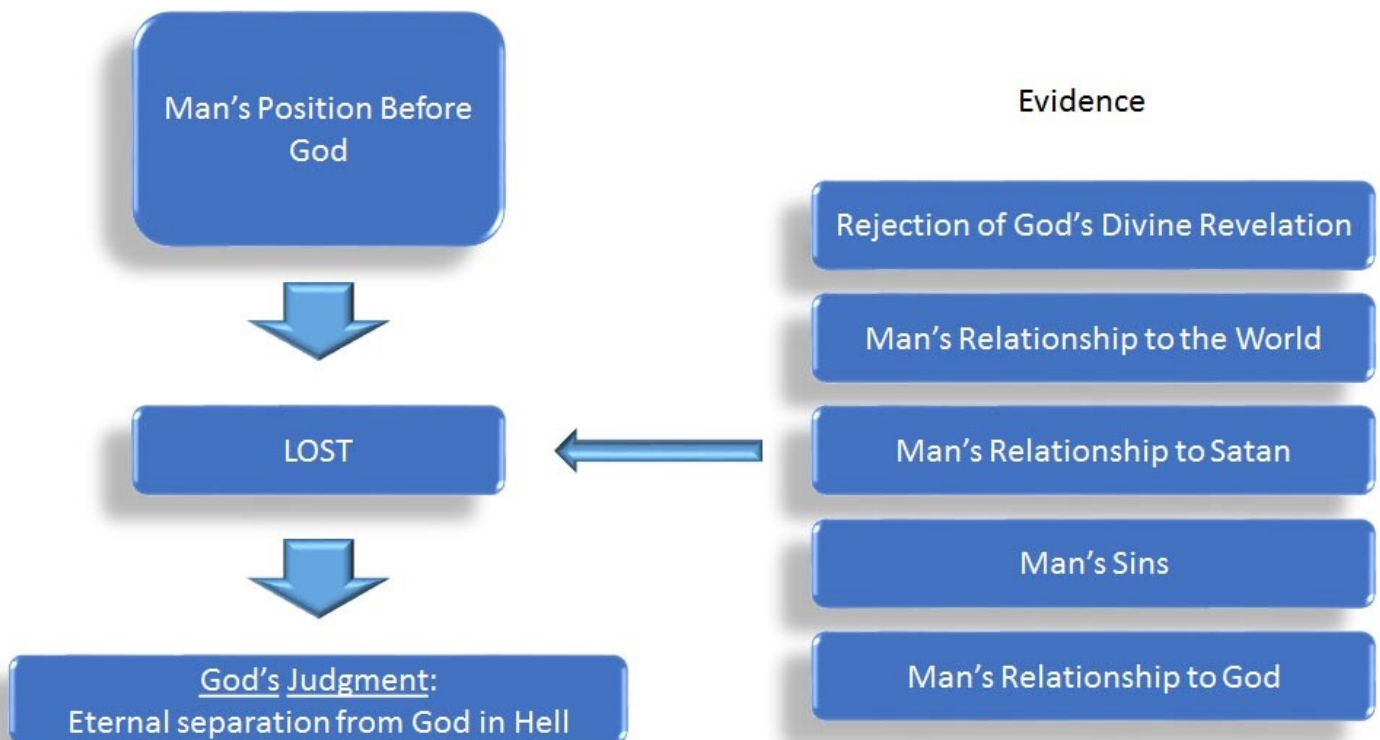 Man's Position Before
God
LOST
God's Judgment:
Eternal separation from God in Hell
Evidence
Rejection of God's Divine Revelation
Man's Relationship to the World
Man's Relationship to Satan
Man's Sins
Man's Relationship to God